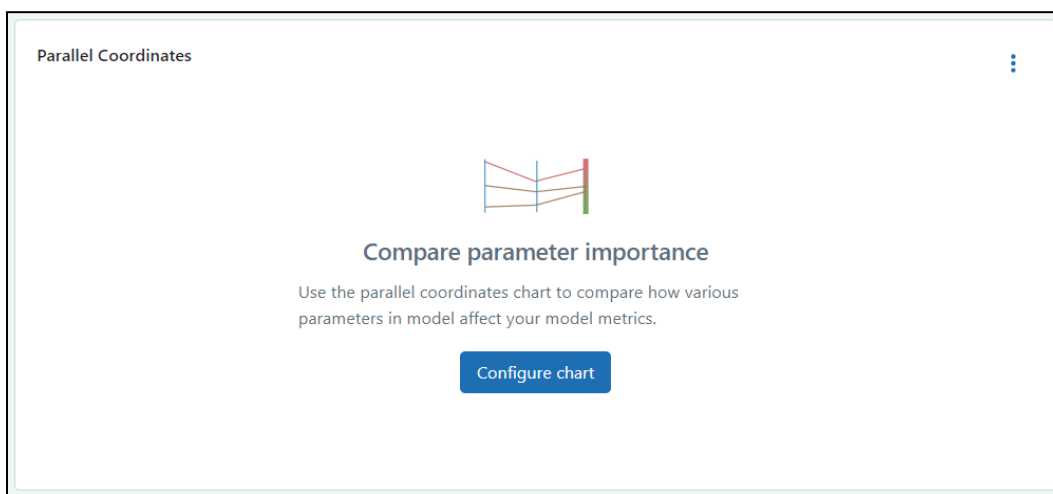 Parallel Coordinates
Compare parameter importance
Use the parallel coordinates chart to compare how various
parameters in model affect your model metrics.
Configure chart